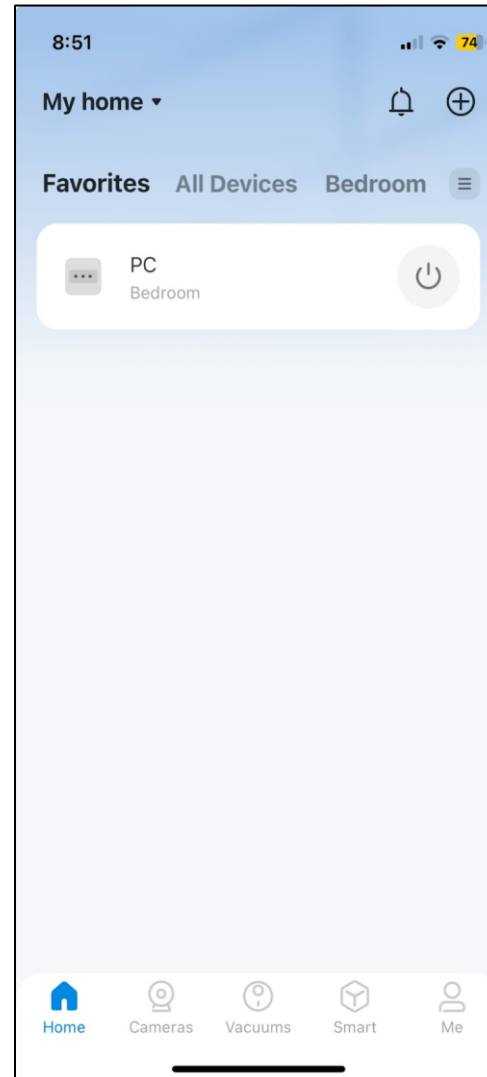 8:51
74
My home
Favorites All Devices Bedroom
PC
Bedroom
Home Cameras Vacuums Smart Me